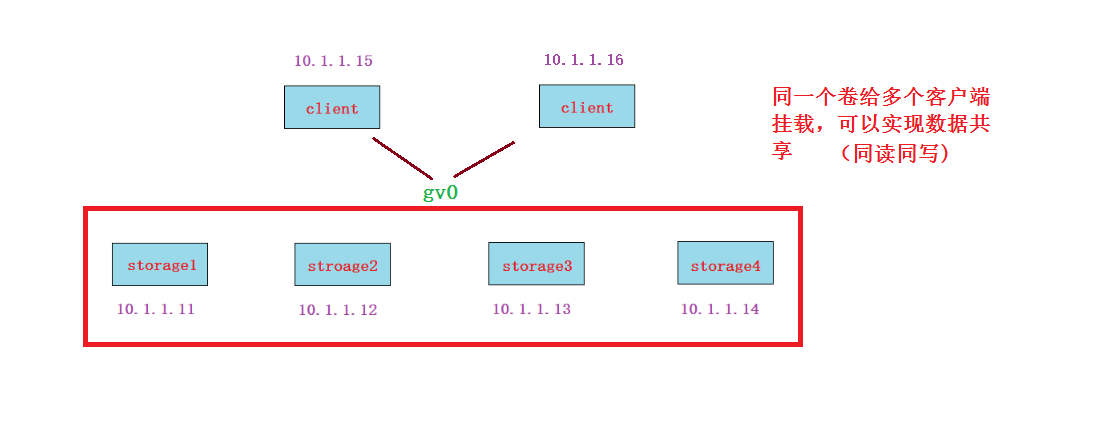 10.1.1.15
10.1.1.16
client
client
同一个卷给多个客户端
挂载，可以实现数据共
享 （同读同写)
gv0
storage1
stroage2
storage3
storage4
10.1.1.11
10.1.1.12
10.1.1.13
10.1.1.14